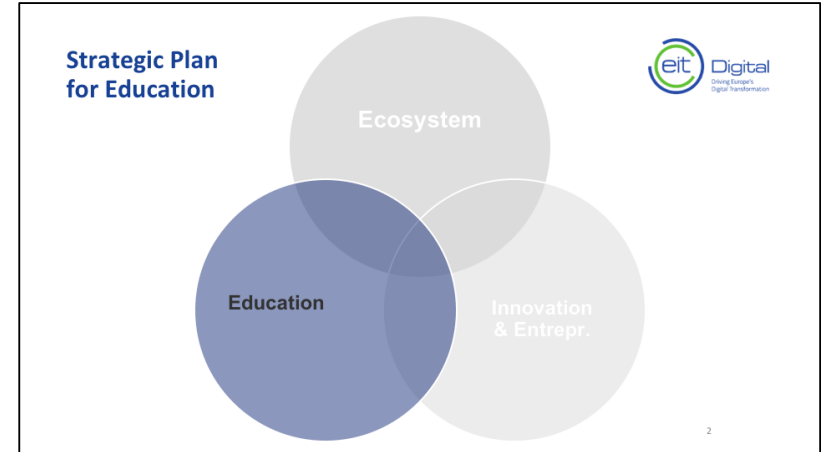 Strategic Plan
for Education
eit Digital
Driving Europe's
Digital Transformation
Ecosystem
Education
Innovation
& Entrepr.
2